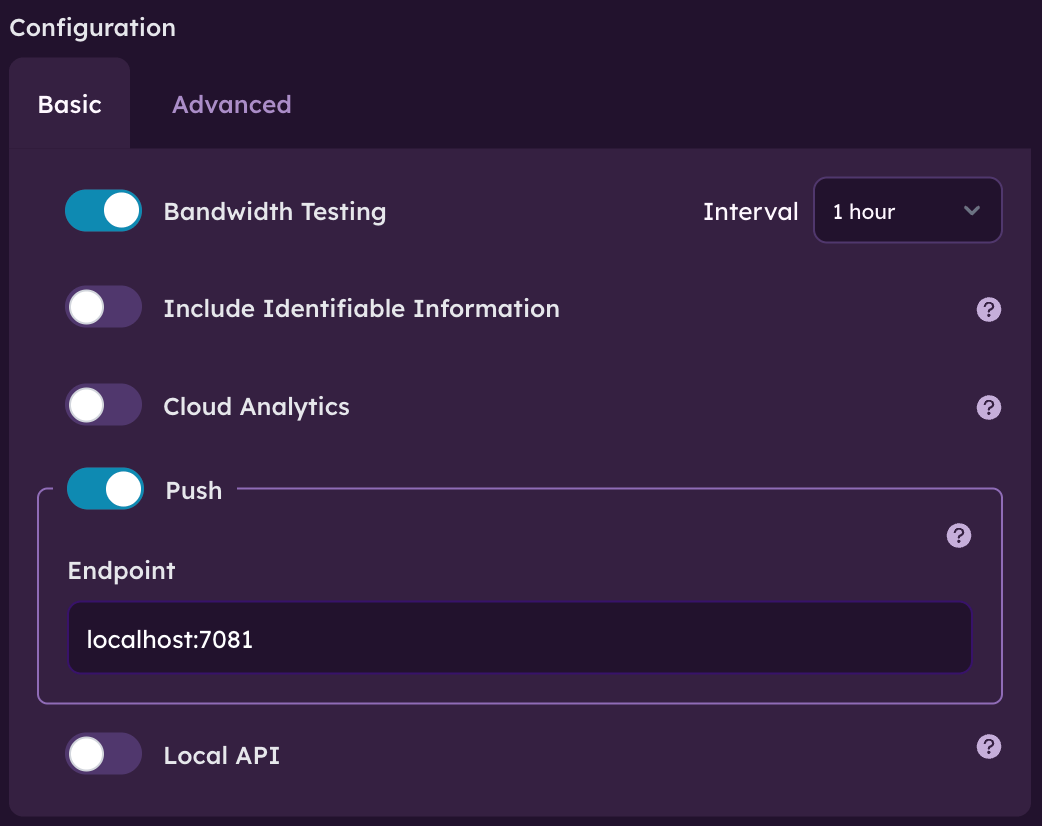 Configuration
Basic Advanced
Bandwidth Testing Interval 1 hour
Include Identifiable Information ?
Cloud Analytics ?
Push
?
Endpoint
localhost:7081
Local API ?